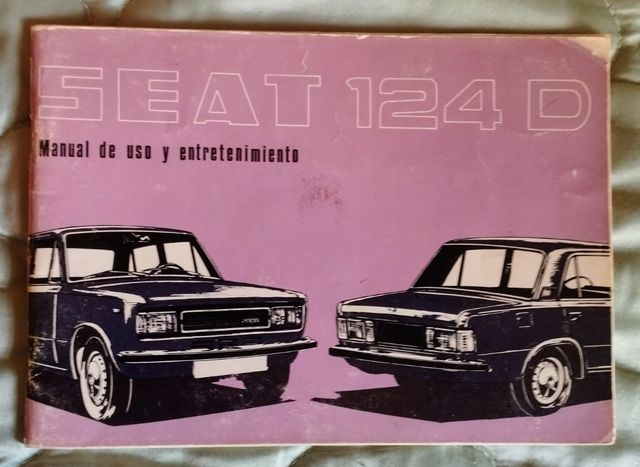 SEAT 124 D
Manual de uso y entretenimiento